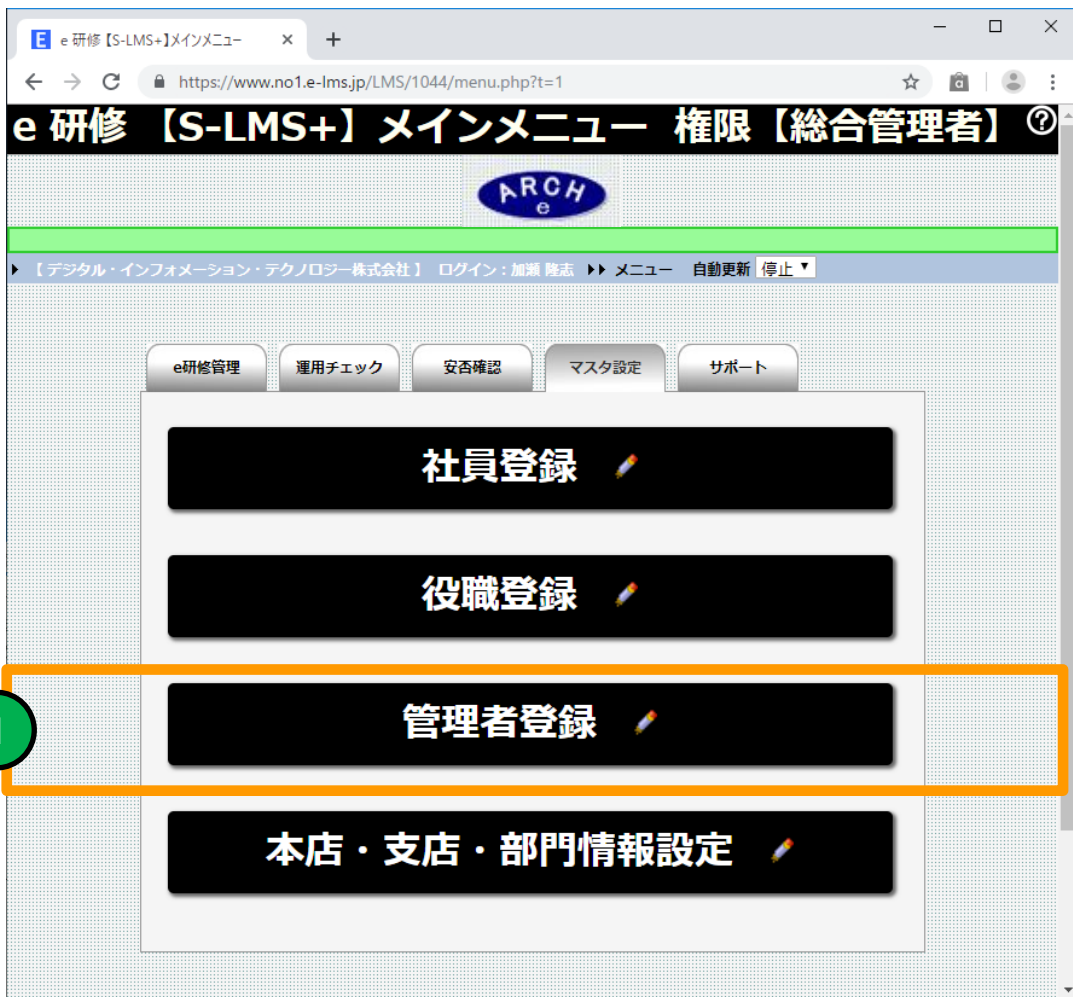 E e 研修【S-LMS+】メインメニュー
https://www.no1.e-lms.jp/LMS/1044/menu.php?t=1
e 研修 【S-LMS+】 メインメニュー 権限【総合管理者】 ?
ARCH
e
【 デジタル・インフォメーション・テクノロジー株式会社 】 ログイン : 加瀬 隆志 メニュー 自動更新 停止
e研修管理 運用チェック 安否確認 マスタ設定 サポート
社員登録
役職登録
管理者登録
1
本店・支店・部門情報設定